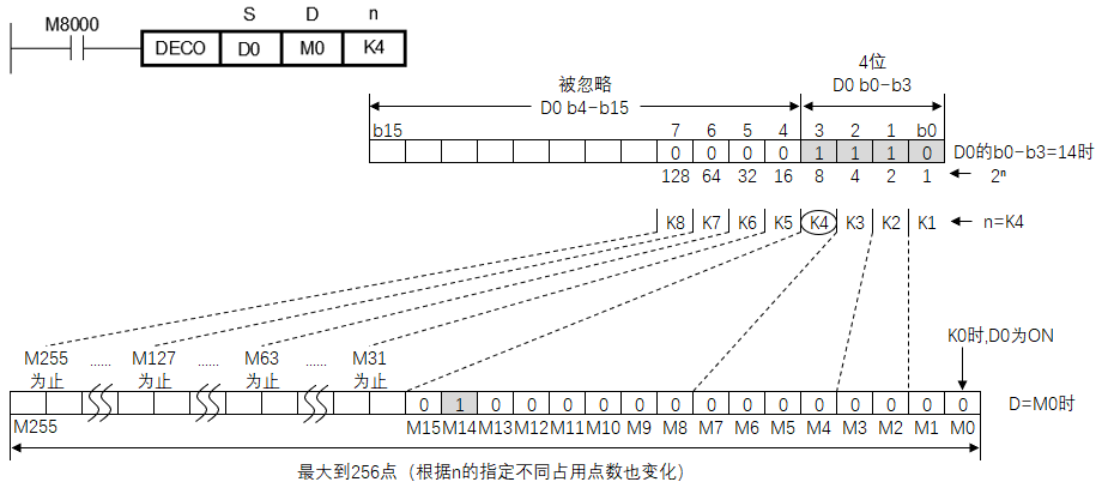 S D n
M8000
DECO D0 M0 K4
4位
被忽略 D0 b0-b3
D0 b4-b15
b15 7 6 5 4 3 2 1 b0
0 0 0 0 1 1 1 0 D0的b0-b3=14时
128 64 32 16 8 4 2 1 ← 2ⁿ
K8 K7 K6 K5 K4 K3 K2 K1 ← n=K4
K0时,D0为ON
M255 …… M127 …… M63 …… M31
为止 为止 为止 为止
0 1 0 0 0 0 0 0 0 0 0 0 0 0 0 0 D=M0时
M255 M15 M14 M13 M12 M11 M10 M9 M8 M7 M6 M5 M4 M3 M2 M1 M0
最大到256点（根据n的指定不同占用点数也变化）